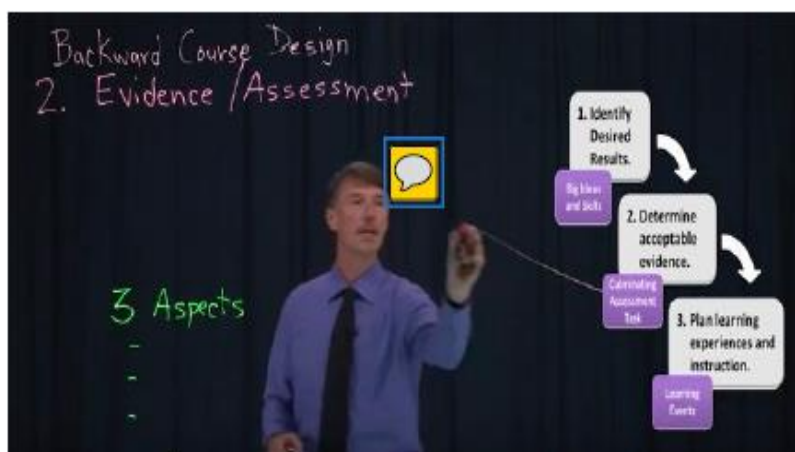 Backward Course Design
2. Evidence/Assessment
3 Aspects
-
-
-
1. Identify
Desired
Results.
Big Ideas
and Skills
2. Determine
acceptable
evidence.
Culminating
Assessment
Task
3. Plan learning
experiences and
instruction.
Learning
Events